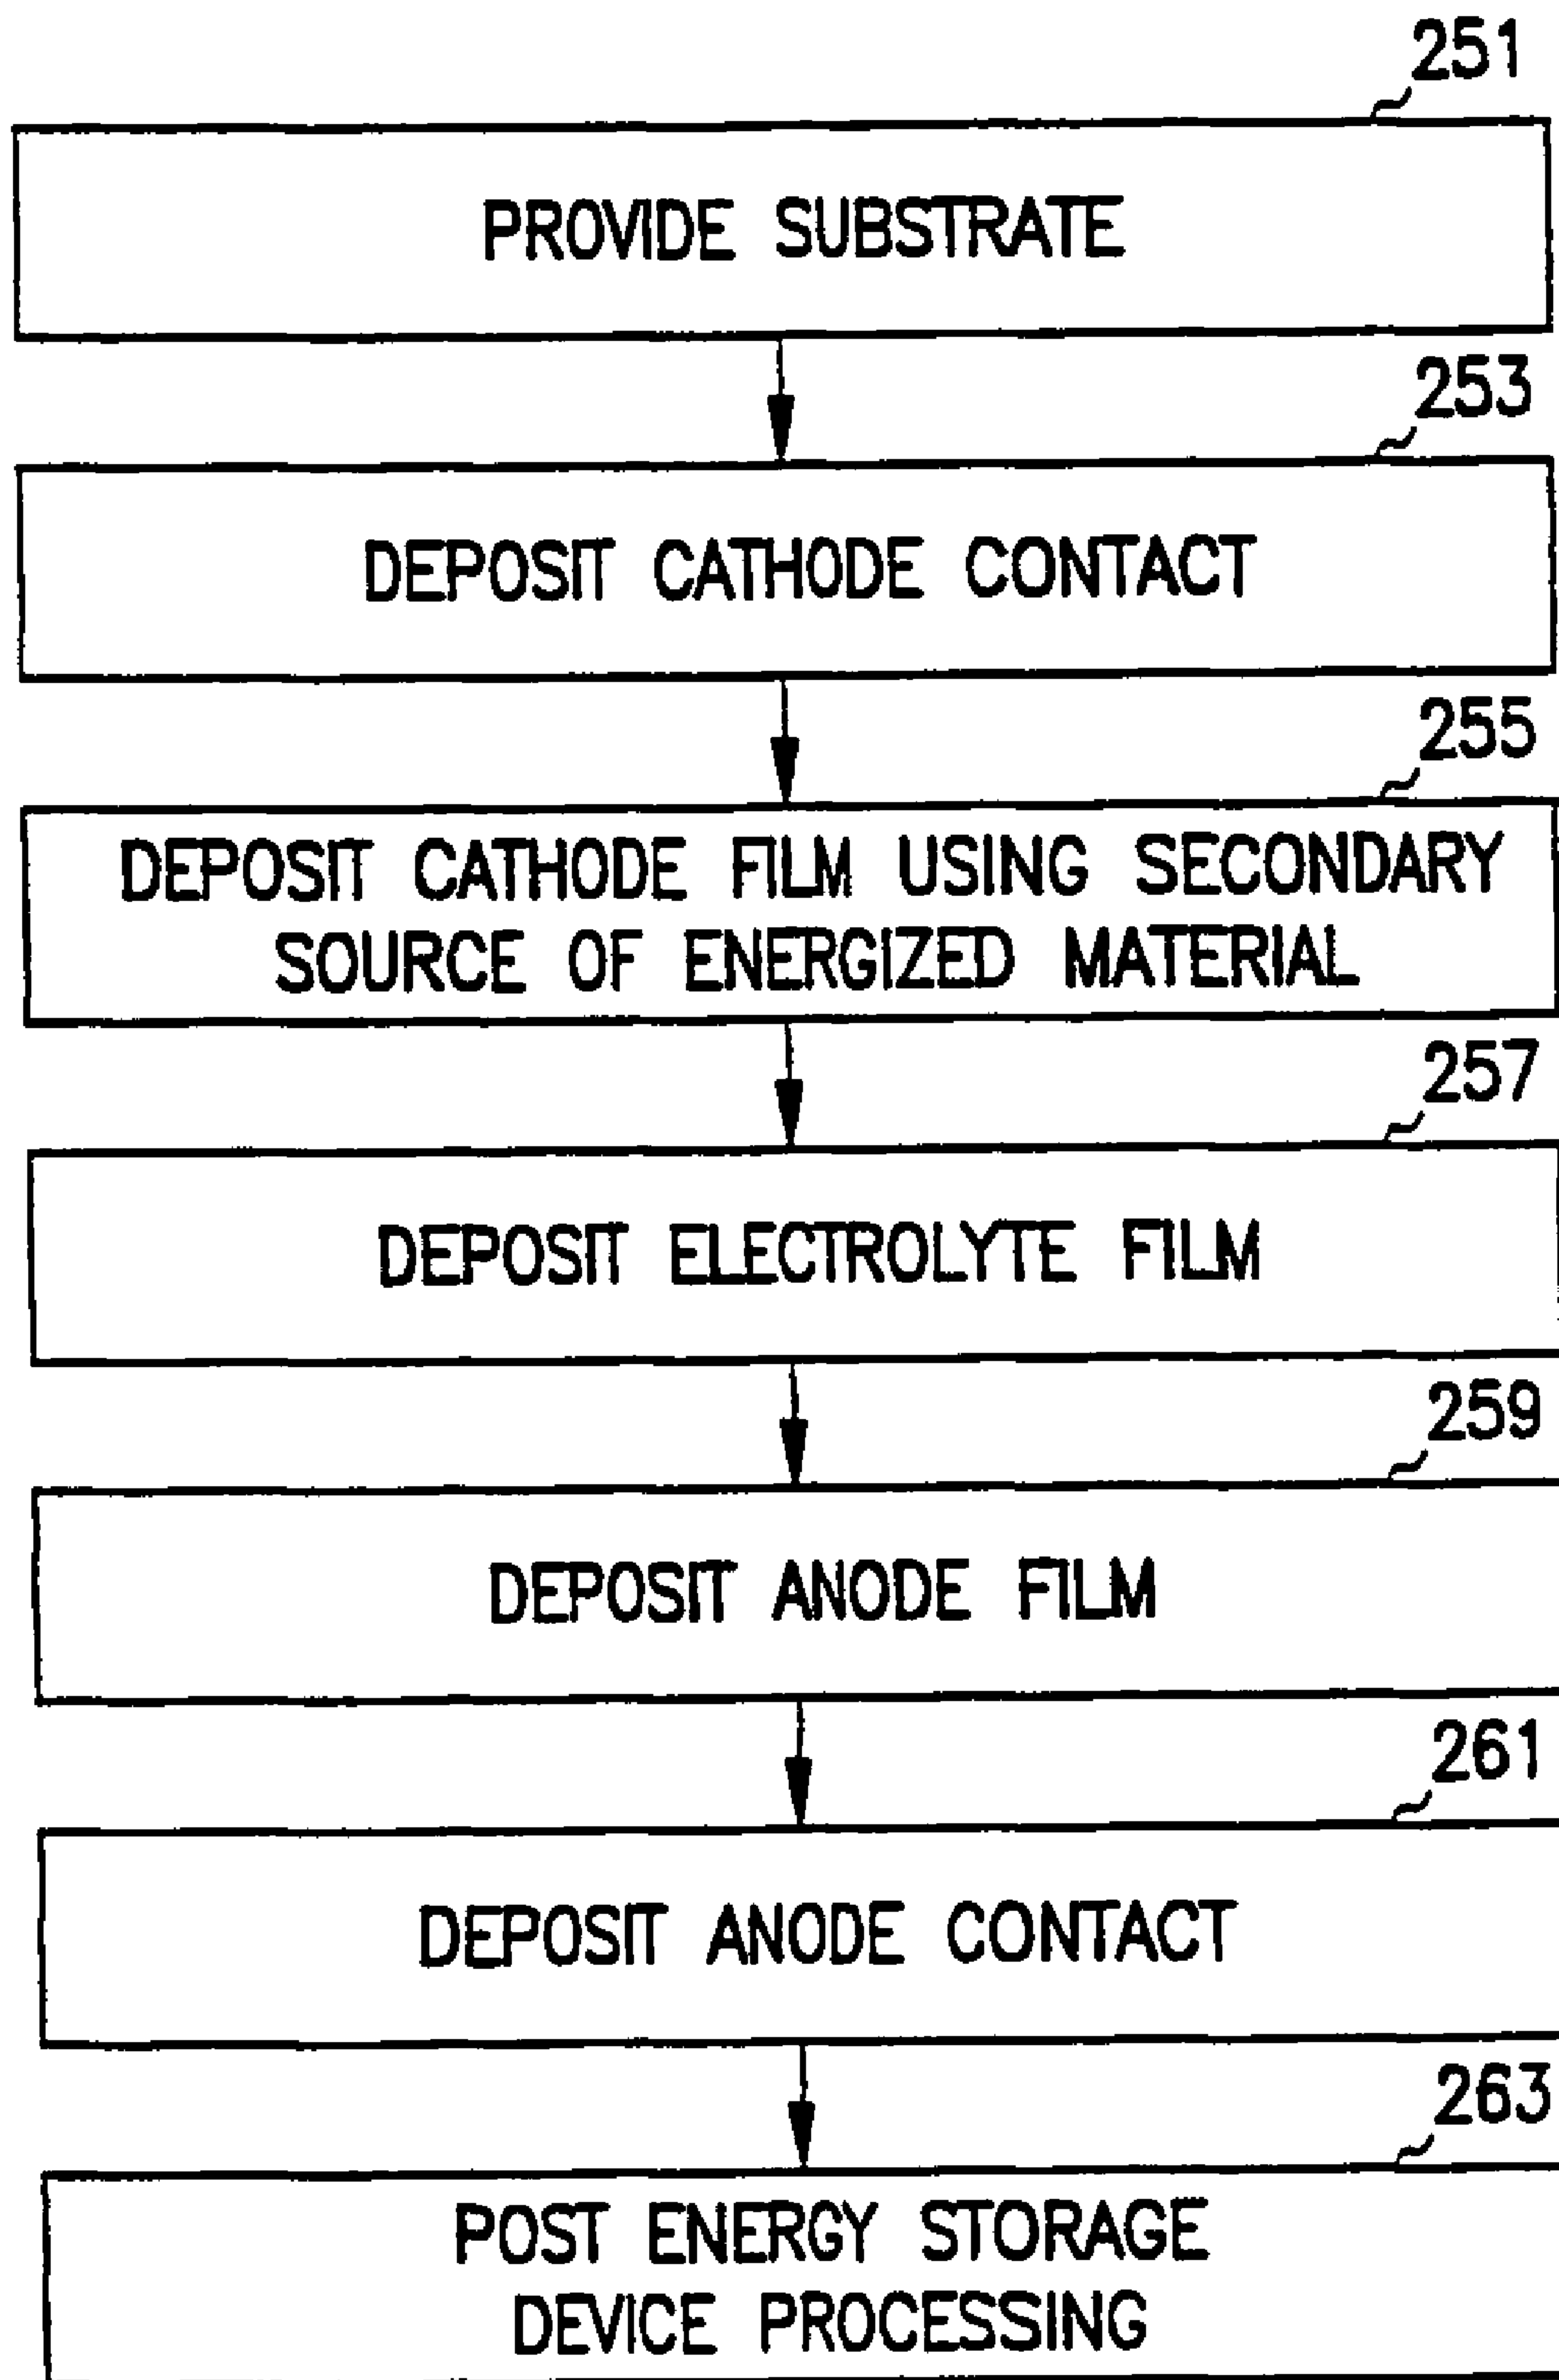 251
PROVIDE SUBSTRATE
253
DEPOSIT CATHODE CONTACT
255
DEPOSIT CATHODE FILM USING SECONDARY
SOURCE OF ENERGIZED MATERIAL
257
DEPOSIT ELECTROLYTE FILM
259
DEPOSIT ANODE FILM
261
DEPOSIT ANODE CONTACT
263
POST ENERGY STORAGE
DEVICE PROCESSING